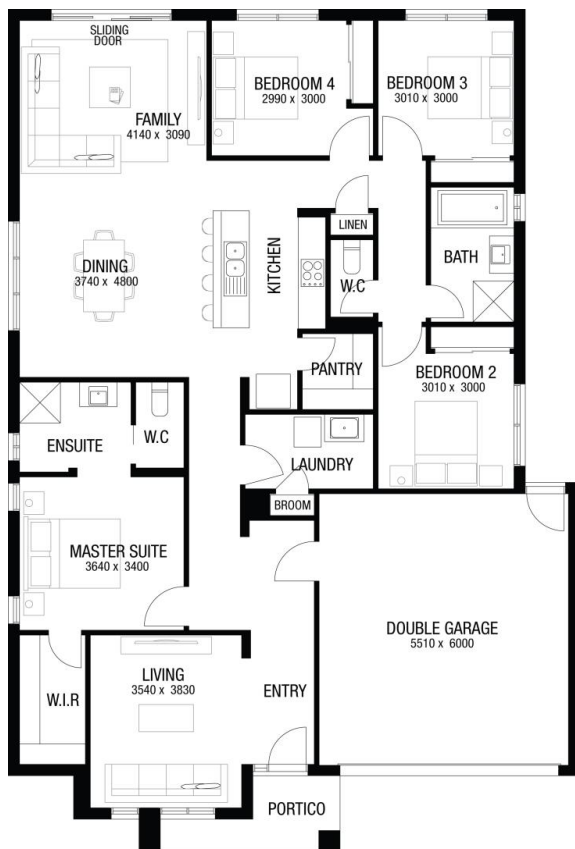 SLIDING
DOOR
FAMILY
4140 x 3090
BEDROOM 4
2990 x 3000
BEDROOM 3
3010 x 3000
LINEN
BATH
KITCHEN
W.C
DINING
3740 x 4800
PANTRY
BEDROOM 2
3010 x 3000
ENSUITE
W.C
LAUNDRY
BROOM
MASTER SUITE
3640 x 3400
DOUBLE GARAGE
5510 x 6000
LIVING
3540 x 3830
W.I.R
ENTRY
PORTICO